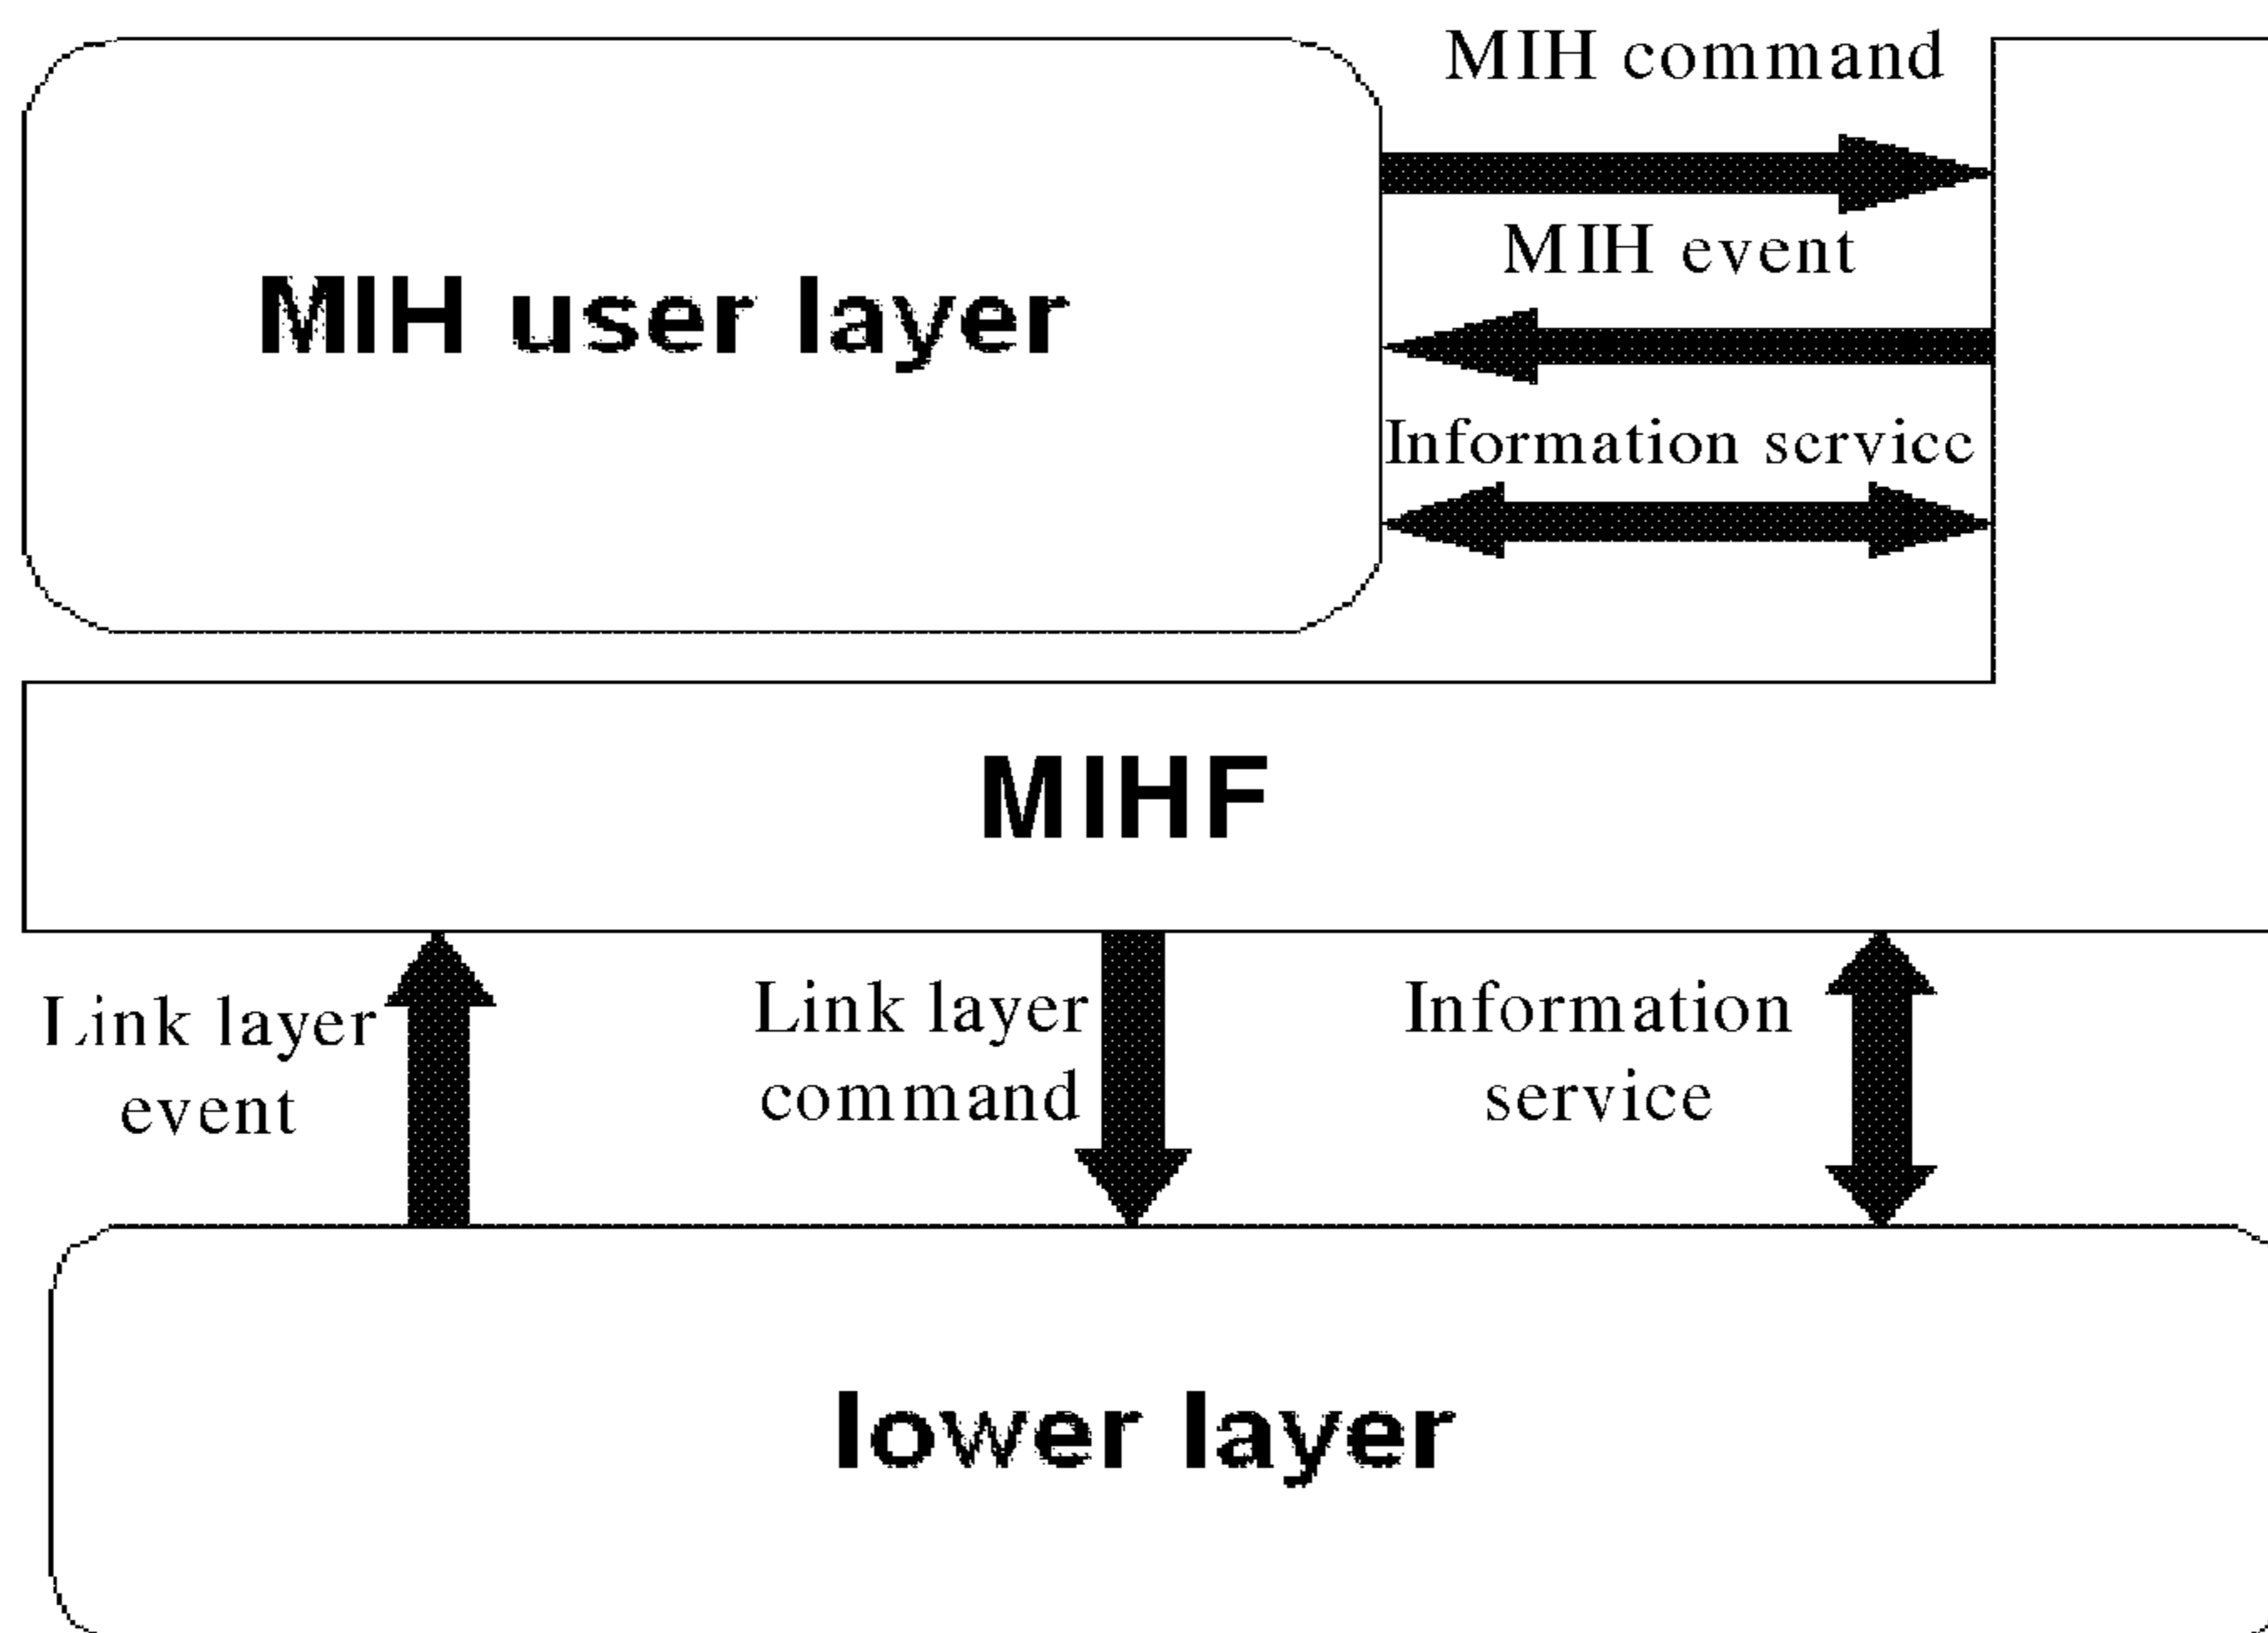 MIH command
MIH user layer
MIH event
Information service
MIHF
Link layer
event
Link layer
command
Information
service
lower layer